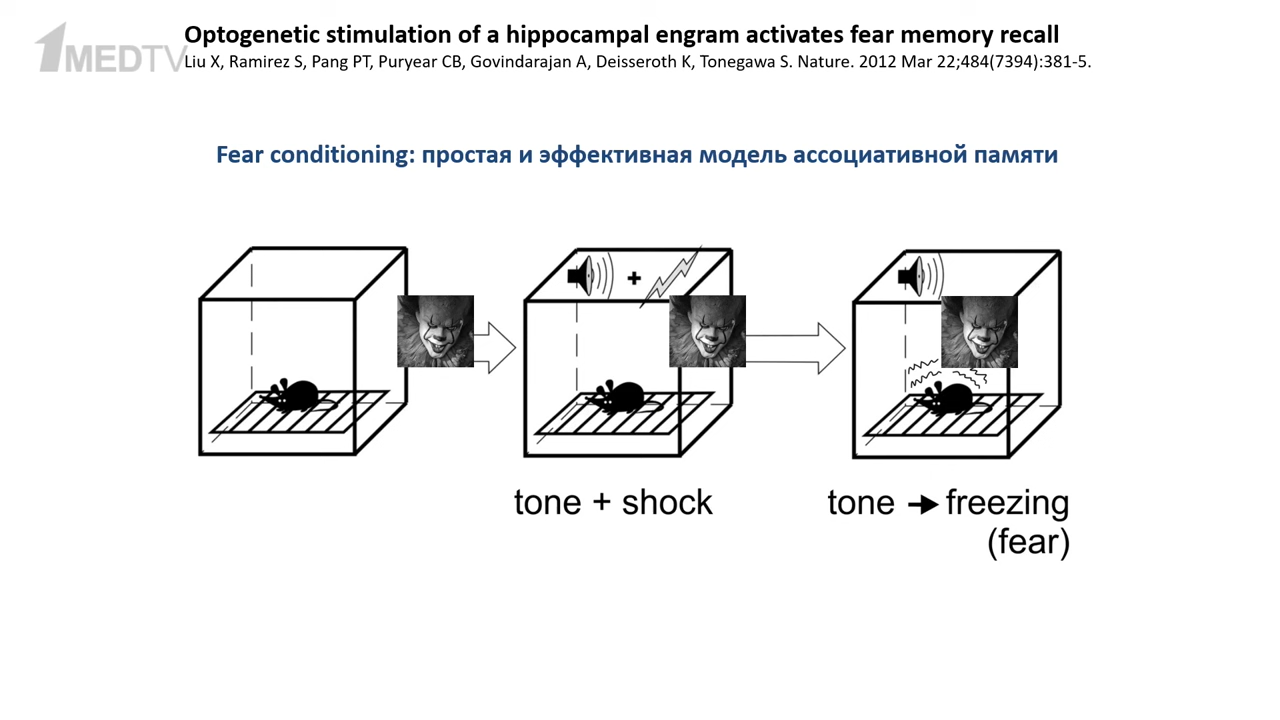 Optogenetic stimulation of a hippocampal engram activates fear memory recall
1MEDTV
Liu X, Ramirez S, Pang PT, Puryear CB, Govindarajan A, Deisseroth K, Tonegawa S. Nature. 2012 Mar 22;484(7394):381-5.
Fear conditioning: простая и эффективная модель ассоциативной памяти
+
tone + shock
tone → freezing
(fear)